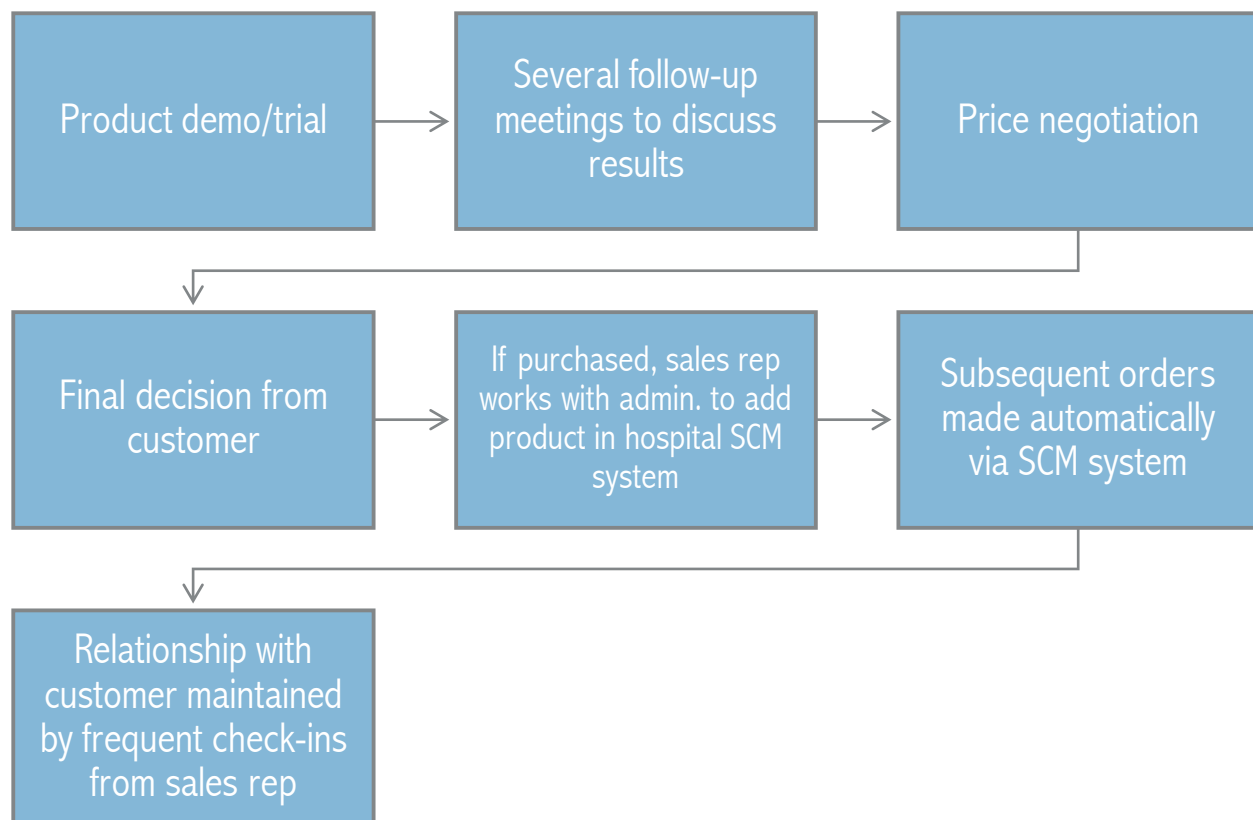 Product demo/trial
Several follow-up
meetings to discuss
results
Price negotiation
Final decision from
customer
If purchased, sales rep
works with admin. to add
product in hospital SCM
system
Subsequent orders
made automatically
via SCM system
Relationship with
customer maintained
by frequent check-ins
from sales rep